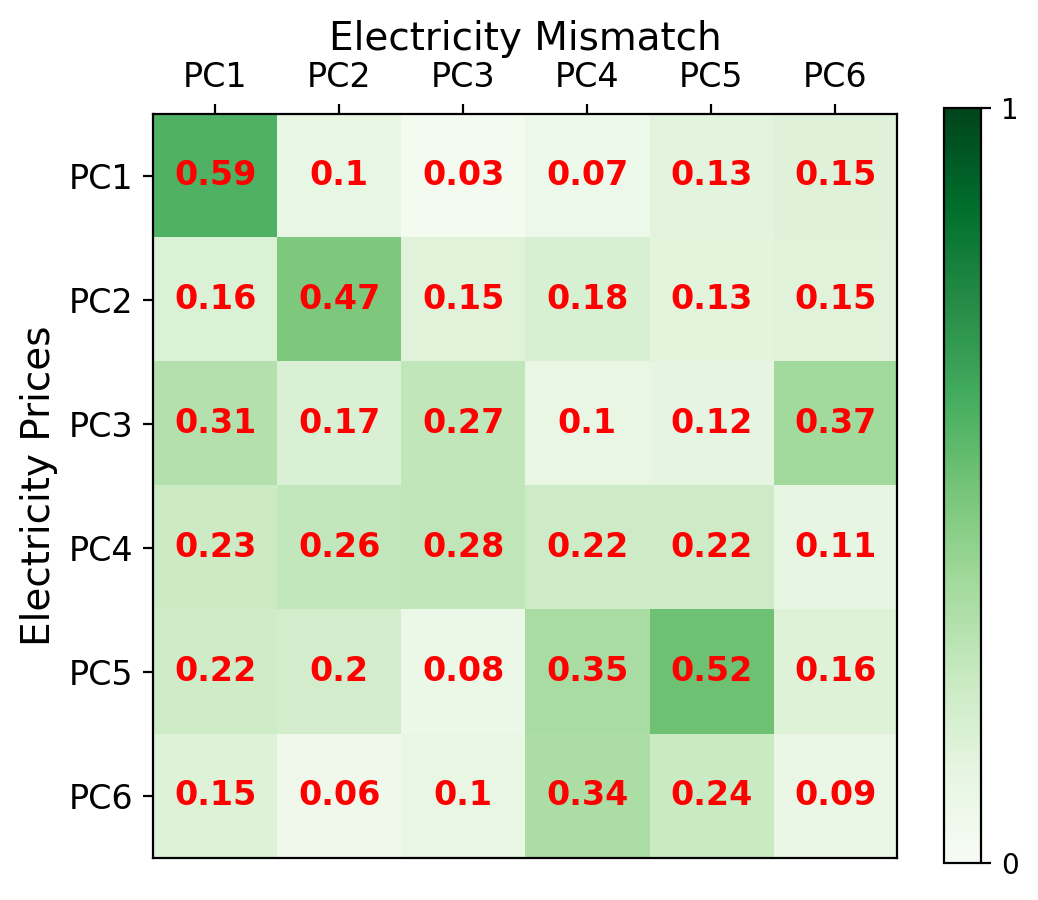 Electricity Mismatch
PC1 PC2 PC3 PC4 PC5 PC6
1
PC1 0.59 0.1 0.03 0.07 0.13 0.15
PC2 0.16 0.47 0.15 0.18 0.13 0.15
Electricity Prices
PC3 0.31 0.17 0.27 0.1 0.12 0.37
PC4 0.23 0.26 0.28 0.22 0.22 0.11
PC5 0.22 0.2 0.08 0.35 0.52 0.16
PC6 0.15 0.06 0.1 0.34 0.24 0.09
0